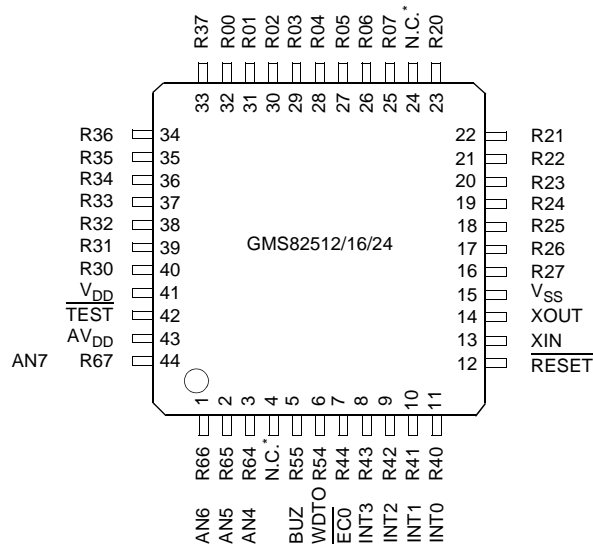 R37 R00 R01 R02 R03 R04 R05 R06 R07 N.C.* R20
33 32 31 30 29 28 27 26 25 24 23
R36 34 22 R21
R35 35 21 R22
R34 36 20 R23
R33 37 19 R24
R32 38 18 R25
GMS82512/16/24
R31 39 17 R26
R30 40 16 R27
VDD 41 15 VSS
TEST 42 14 XOUT
AVDD 43 13 XIN
AN7 R67 44 12 RESET
1 2 3 4 5 6 7 8 9 10 11
R66 R65 R64 N.C.* R55 R54 R44 R43 R42 R41 R40
AN6 AN5 AN4 BUZ WDTO EC0 INT3 INT2 INT1 INT0